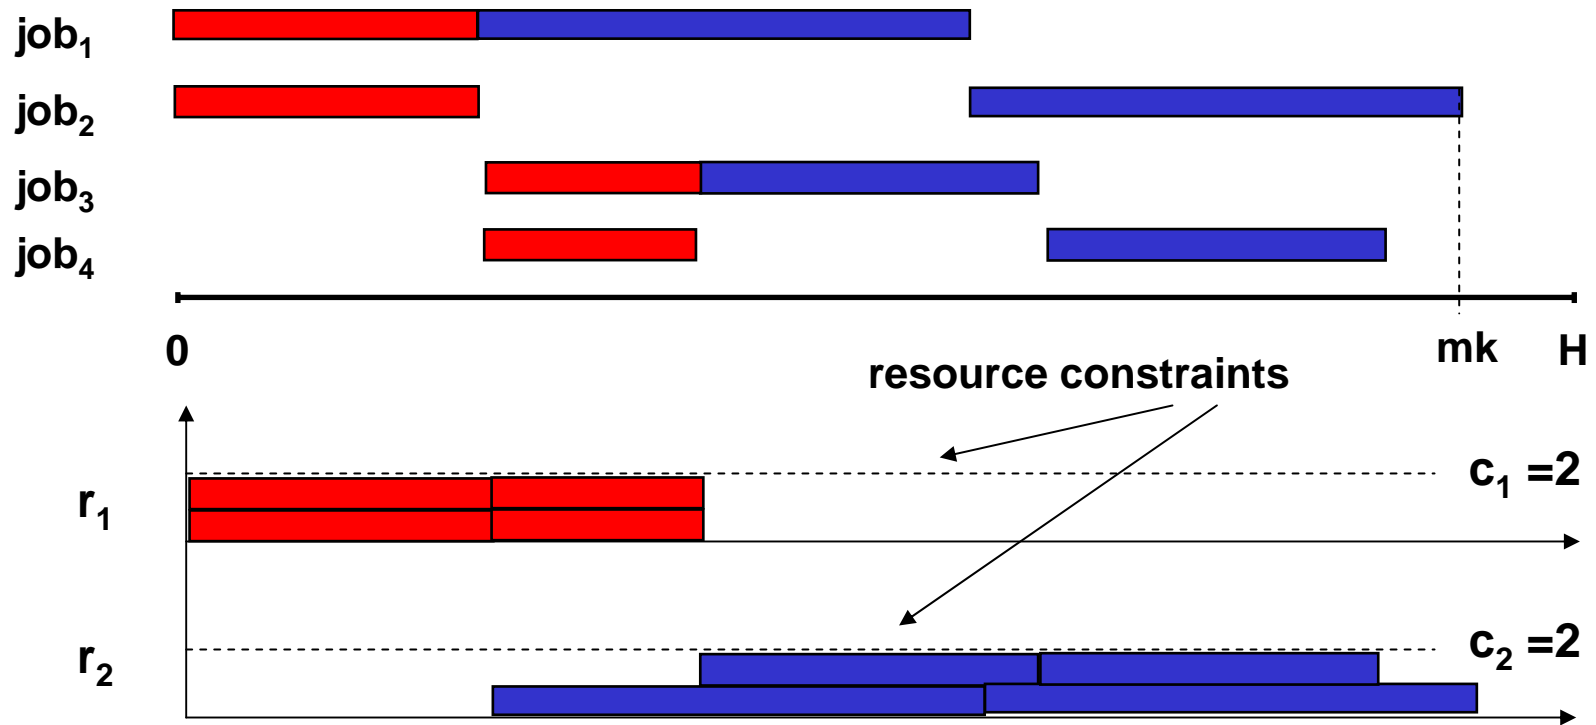 job₁
job₂
job₃
job₄
0 mk H
resource constraints
r₁ c₁ =2
r₂ c₂ =2